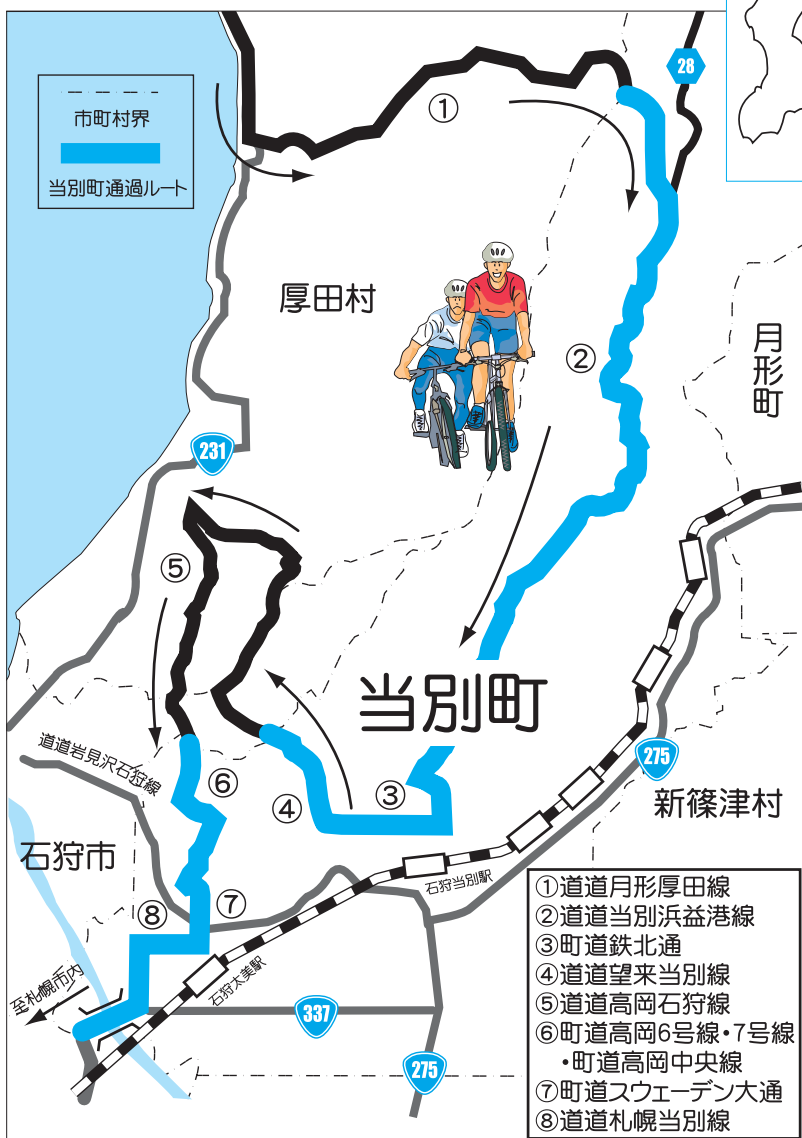 28
①
市町村界
当別町通過ルート
厚田村
②
月形町
231
⑤
当別町
道道岩見沢石狩線
⑥
④
③
275
新篠津村
石狩市
⑦
石狩当別駅
⑧
石狩太美駅
至札幌市内
337
275
①道道月形厚田線
②道道当別浜益港線
③町道鉄北通
④道道望来当別線
⑤道道高岡石狩線
⑥町道高岡6号線・7号線
・町道高岡中央線
⑦町道スウェーデン大通
⑧道道札幌当別線